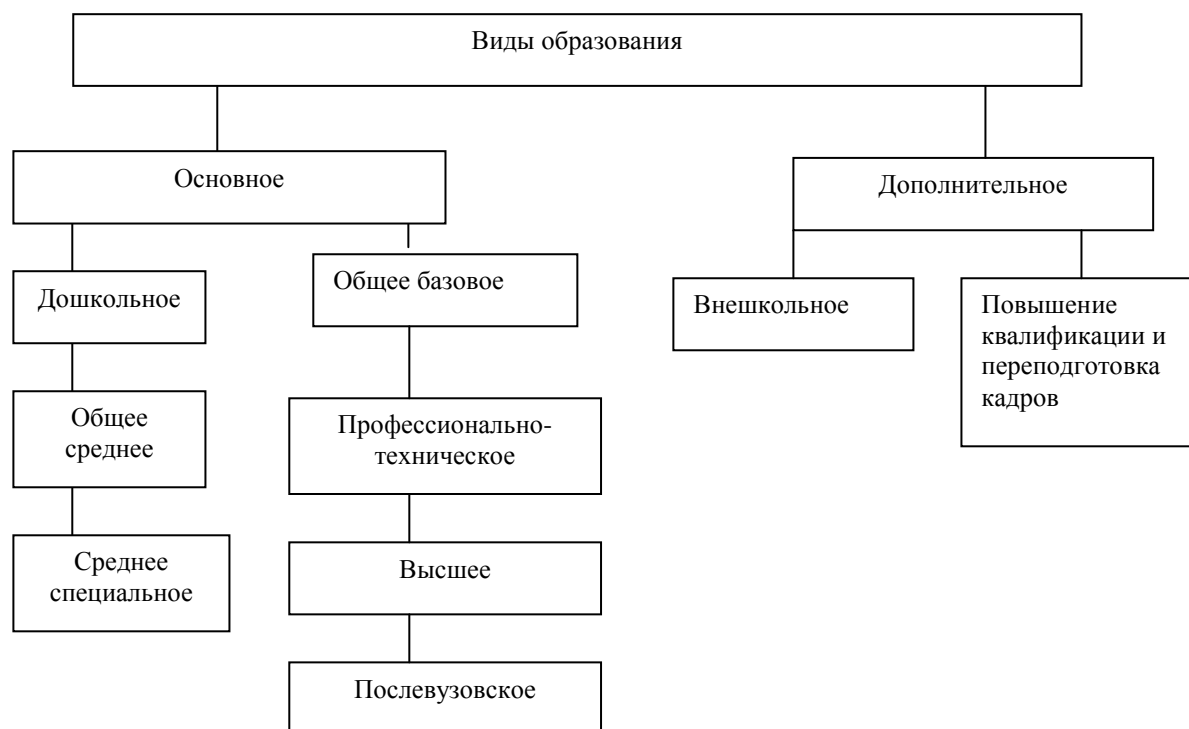 Виды образования
Основное
Дополнительное
Дошкольное
Общее базовое
Внешкольное
Повышение
квалификации и
переподготовка
кадров
Общее
среднее
Профессионально-
техническое
Среднее
специальное
Высшее
Послевузовское